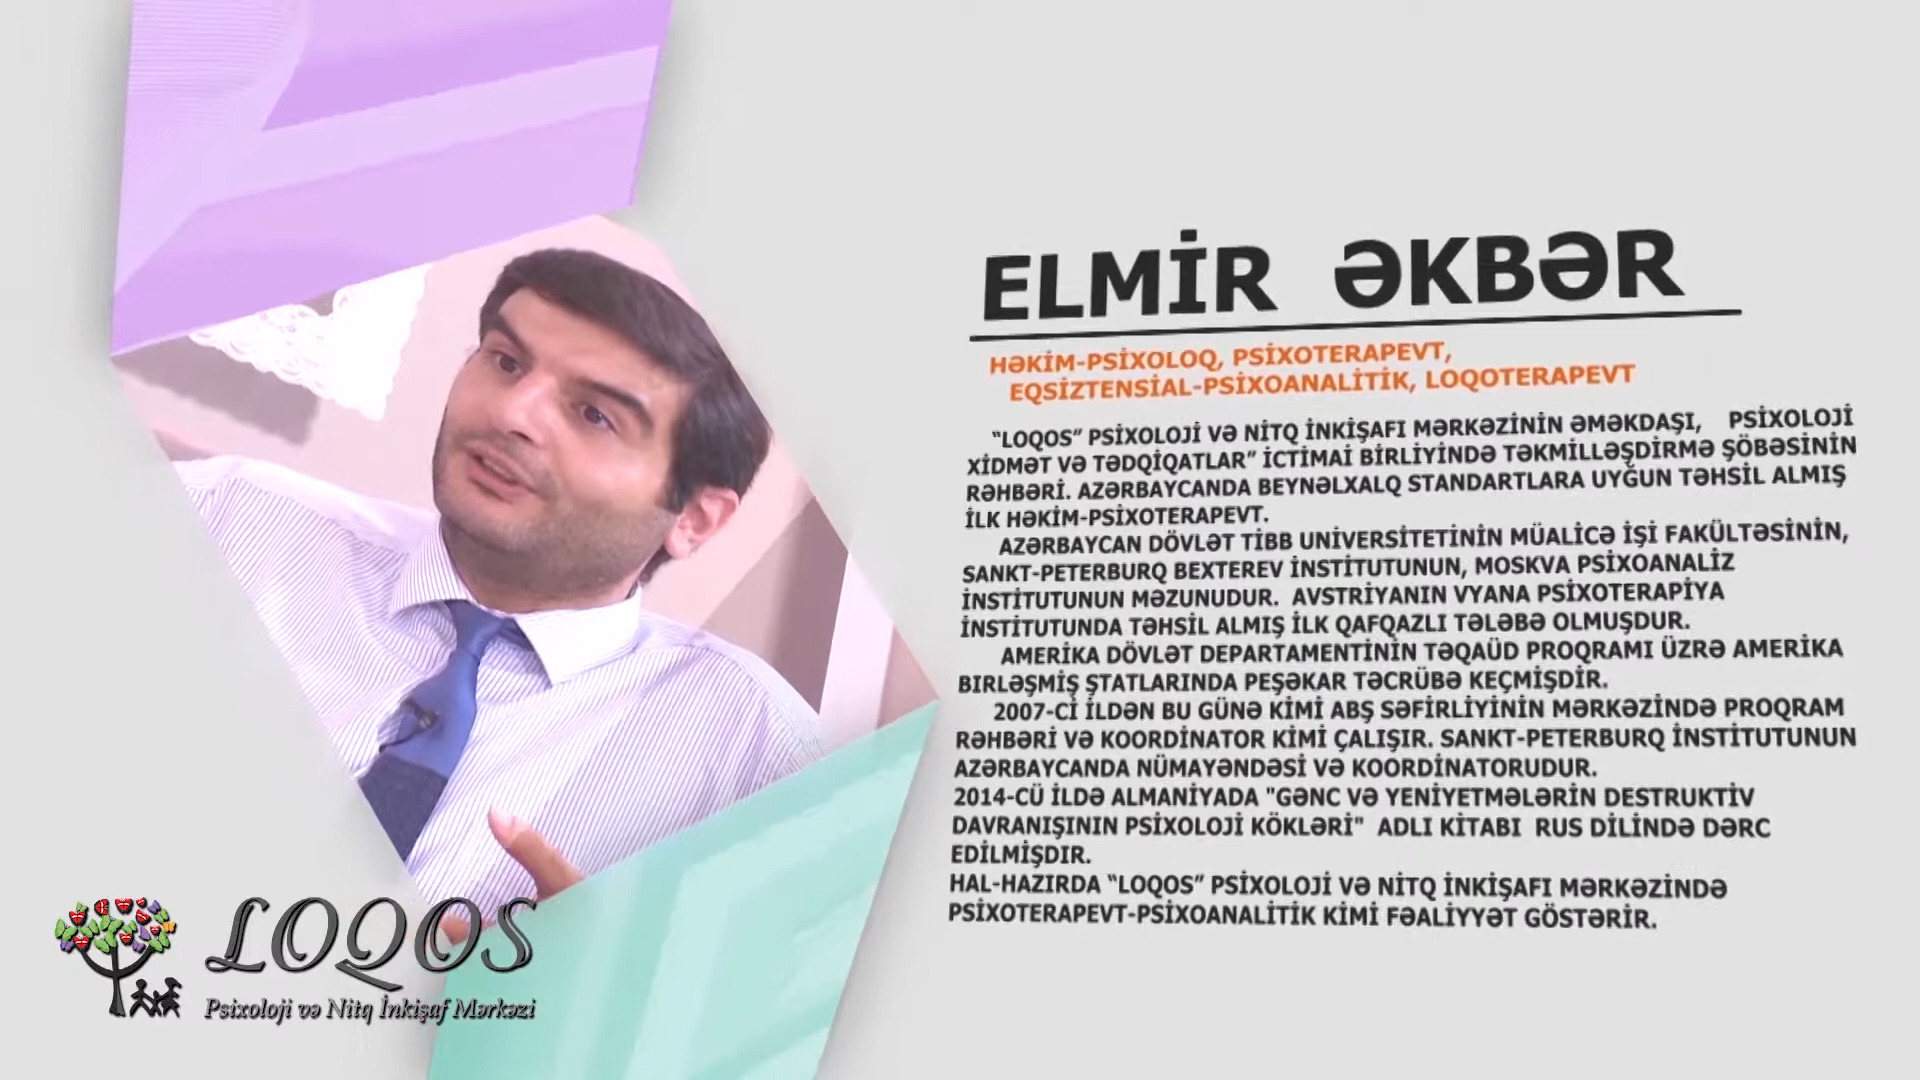 ELMİR ƏKBƏR
HƏKİM-PSİXOLOQ, PSİXOTERAPEVT,
EQSİZTENSİAL-PSİXOANALİTİK, LOQOTERAPEVT
“LOQOS” PSİXOLOJİ VƏ NİTQ İNKİŞAFI MƏRKƏZİNİN ƏMƏKDAŞI, PSİXOLOJİ
XİDMƏT VƏ TƏDQİQATLAR” İCTİMAİ BİRLİYİNDƏ TƏKMİLLƏŞDİRMƏ ŞÖBƏSİNİN
RƏHBƏRİ. AZƏRBAYCANDA BEYNƏLXALQ STANDARTLARA UYĞUN TƏHSİL ALMIŞ
İLK HƏKİM-PSİXOTERAPEVT.
AZƏRBAYCAN DÖVLƏT TİBB UNİVERSİTETİNİN MÜALİCƏ İŞİ FAKÜLTƏSİNİN,
SANKT-PETERBURQ BEXTEREV İNSTİTUTUNUN, MOSKVA PSİXOANALİZ
İNSTİTUTUNUN MƏZUNUDUR. AVSTRİYANIN VYANA PSİXOTERAPİYA
İNSTİTUTUNDA TƏHSİL ALMIŞ İLK QAFQAZLI TƏLƏBƏ OLMUŞDUR.
AMERİKA DÖVLƏT DEPARTAMENTİNİN TƏQAÜD PROQRAMI ÜZRƏ AMERİKA
BIRLƏŞMİŞ ŞTATLARINDA PEŞƏKAR TƏCRÜBƏ KEÇMİŞDİR.
2007-Cİ İLDƏN BU GÜNƏ KİMİ ABŞ SƏFİRLİYİNİN MƏRKƏZİNDƏ PROQRAM
RƏHBƏRİ VƏ KOORDİNATOR KİMİ ÇALIŞIR. SANKT-PETERBURQ İNSTİTUTUNUN
AZƏRBAYCANDA NÜMAYƏNDƏSİ VƏ KOORDİNATORUDUR.
2014-CÜ İLDƏ ALMANİYADA "GƏNC VƏ YENİYETMƏLƏRİN DESTRUKTİV
DAVRANIŞININ PSİXOLOJİ KÖKLƏRİ" ADLI KİTABI RUS DİLİNDƏ DƏRC
EDİLMİŞDIR.
HAL-HAZIRDA “LOQOS” PSİXOLOJİ VƏ NİTQ İNKİŞAFI MƏRKƏZİNDƏ
PSİXOTERAPEVT-PSİXOANALİTİK KİMİ FƏALİYYƏT GÖSTƏRİR.
LOQOS
Psixoloji və Nitq İnkişaf Mərkəzi